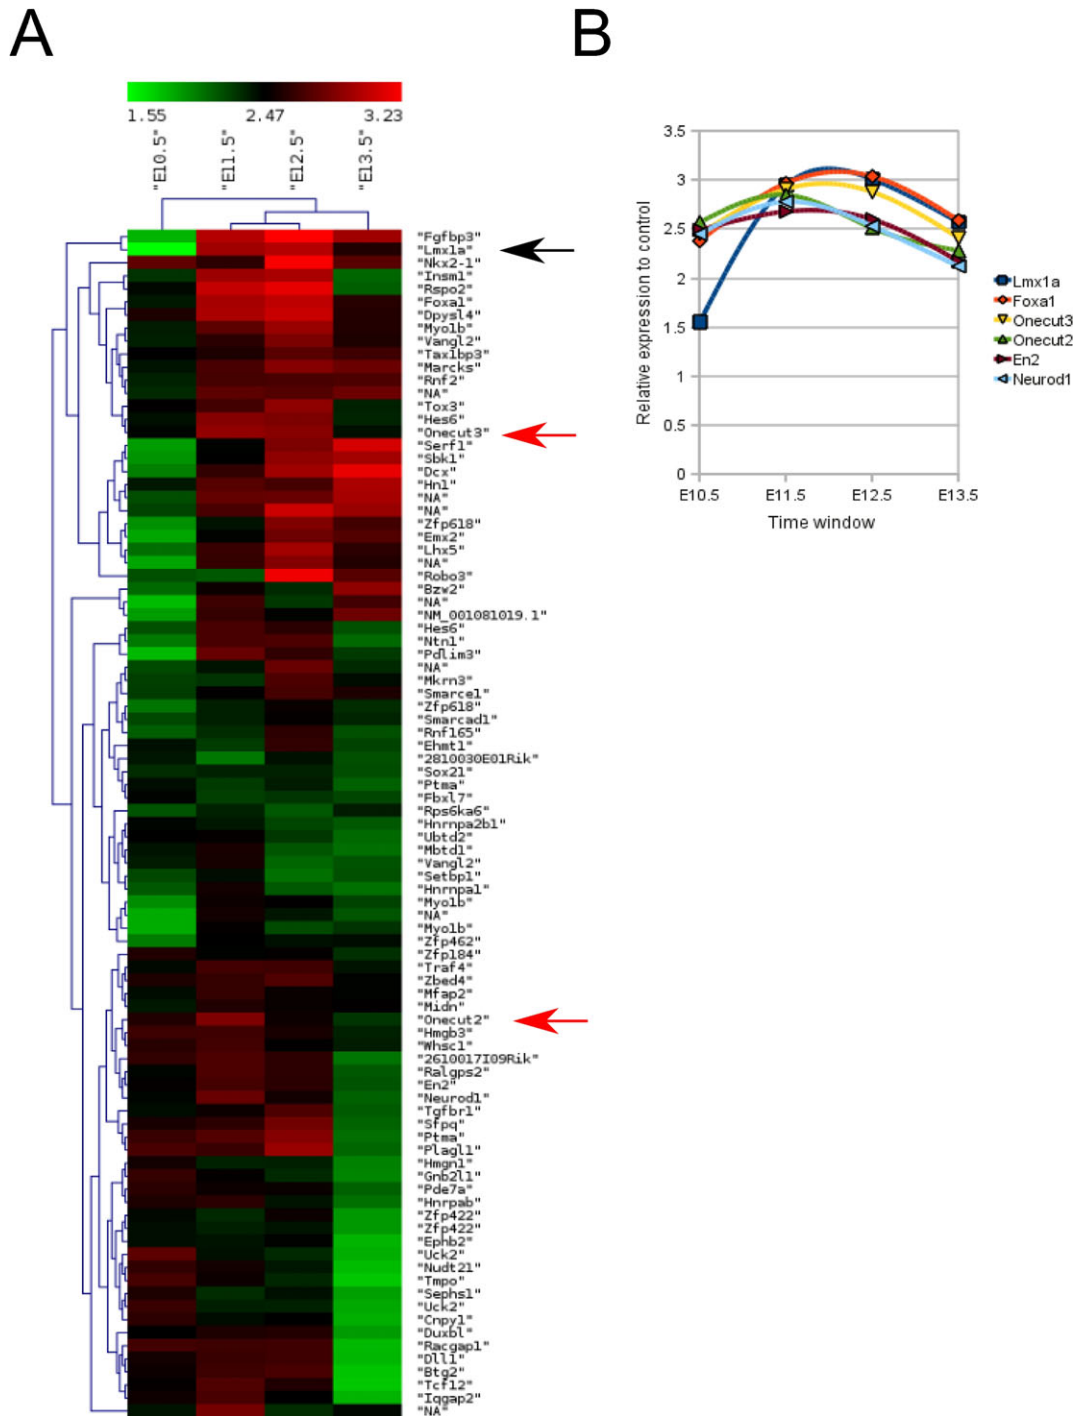 A
B
1.55 2.47 3.23
"E10.5"
"E11.5"
"E12.5"
"E13.5"
"Fgfbp3"
"Lmx1a"
"Nkx2-1"
"Insm1"
"Rspo2"
"Foxa1"
"Dpysl4"
"Myo1b"
"Vangl2"
"Tax1bp3"
"Marcks"
"Rnf2"
"NA"
"Tox3"
"Hes6"
"Onecut3"
"Serf1"
"Sbk1"
"Dcx"
"Hn1"
"NA"
"NA"
"Zfp618"
"Emx2"
"Lhx5"
"NA"
"Robo3"
"Bzw2"
"NA"
"NM_001081019.1"
"Hes6"
"Ntn1"
"Pdlim3"
"NA"
"Mkrn3"
"Smarce1"
"Zfp618"
"Smarcad1"
"Rnf165"
"Ehmt1"
"2810030E01Rik"
"Sox21"
"Ptma"
"Fbxl7"
"Rps6ka6"
"Hnrnpa2b1"
"Ubtd2"
"Mbtd1"
"Vangl2"
"Setbp1"
"Hnrnpa1"
"Myo1b"
"NA"
"Myo1b"
"Zfp462"
"Zfp184"
"Traf4"
"Zbed4"
"Mfap2"
"Midn"
"Onecut2"
"Hmgb3"
"Whsc1"
"2610017I09Rik"
"Ralgps2"
"En2"
"Neurod1"
"Tgfbr1"
"Sfpq"
"Ptma"
"Plagl1"
"Hmgn1"
"Gnb2l1"
"Pde7a"
"Hnrpab"
"Zfp422"
"Zfp422"
"Ephb2"
"Uck2"
"Nudt21"
"Tmpo"
"Sephs1"
"Uck2"
"Cnpy1"
"Duxbl"
"Racgap1"
"Dll1"
"Btg2"
"Tcf12"
"Iqgap2"
"NA"
Relative expression to control
3.5
3
2.5
2
1.5
1
0.5
0
E10.5 E11.5 E12.5 E13.5
Time window
Lmx1a
Foxa1
Onecut3
Onecut2
En2
Neurod1